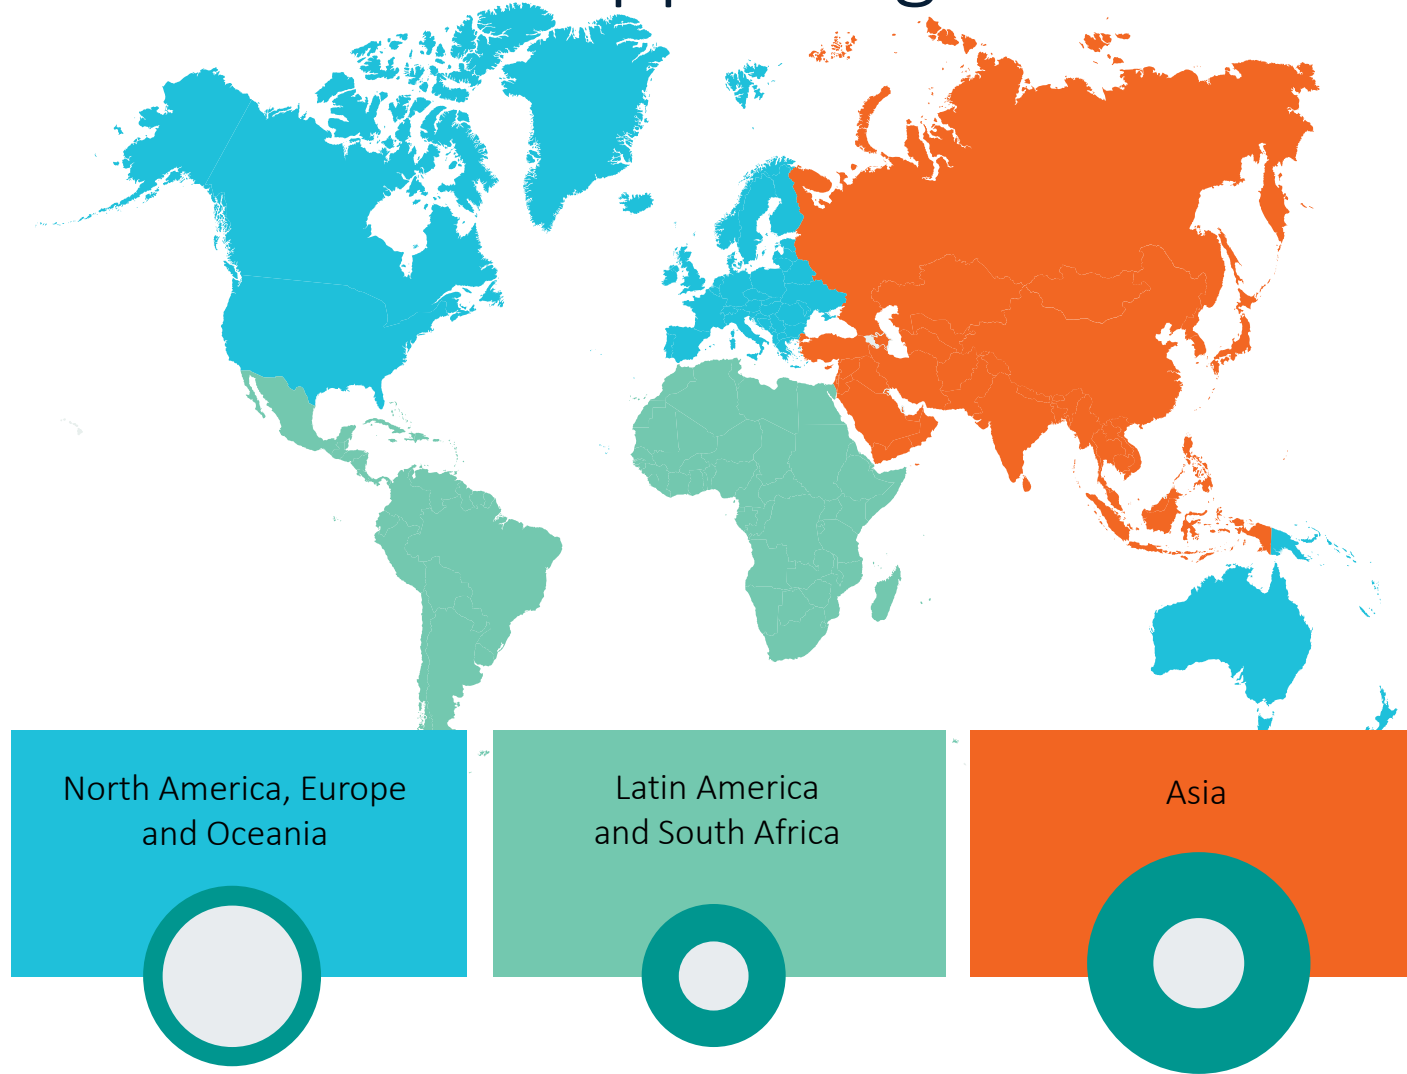 North America, Europe
and Oceania
Latin America
and South Africa
Asia